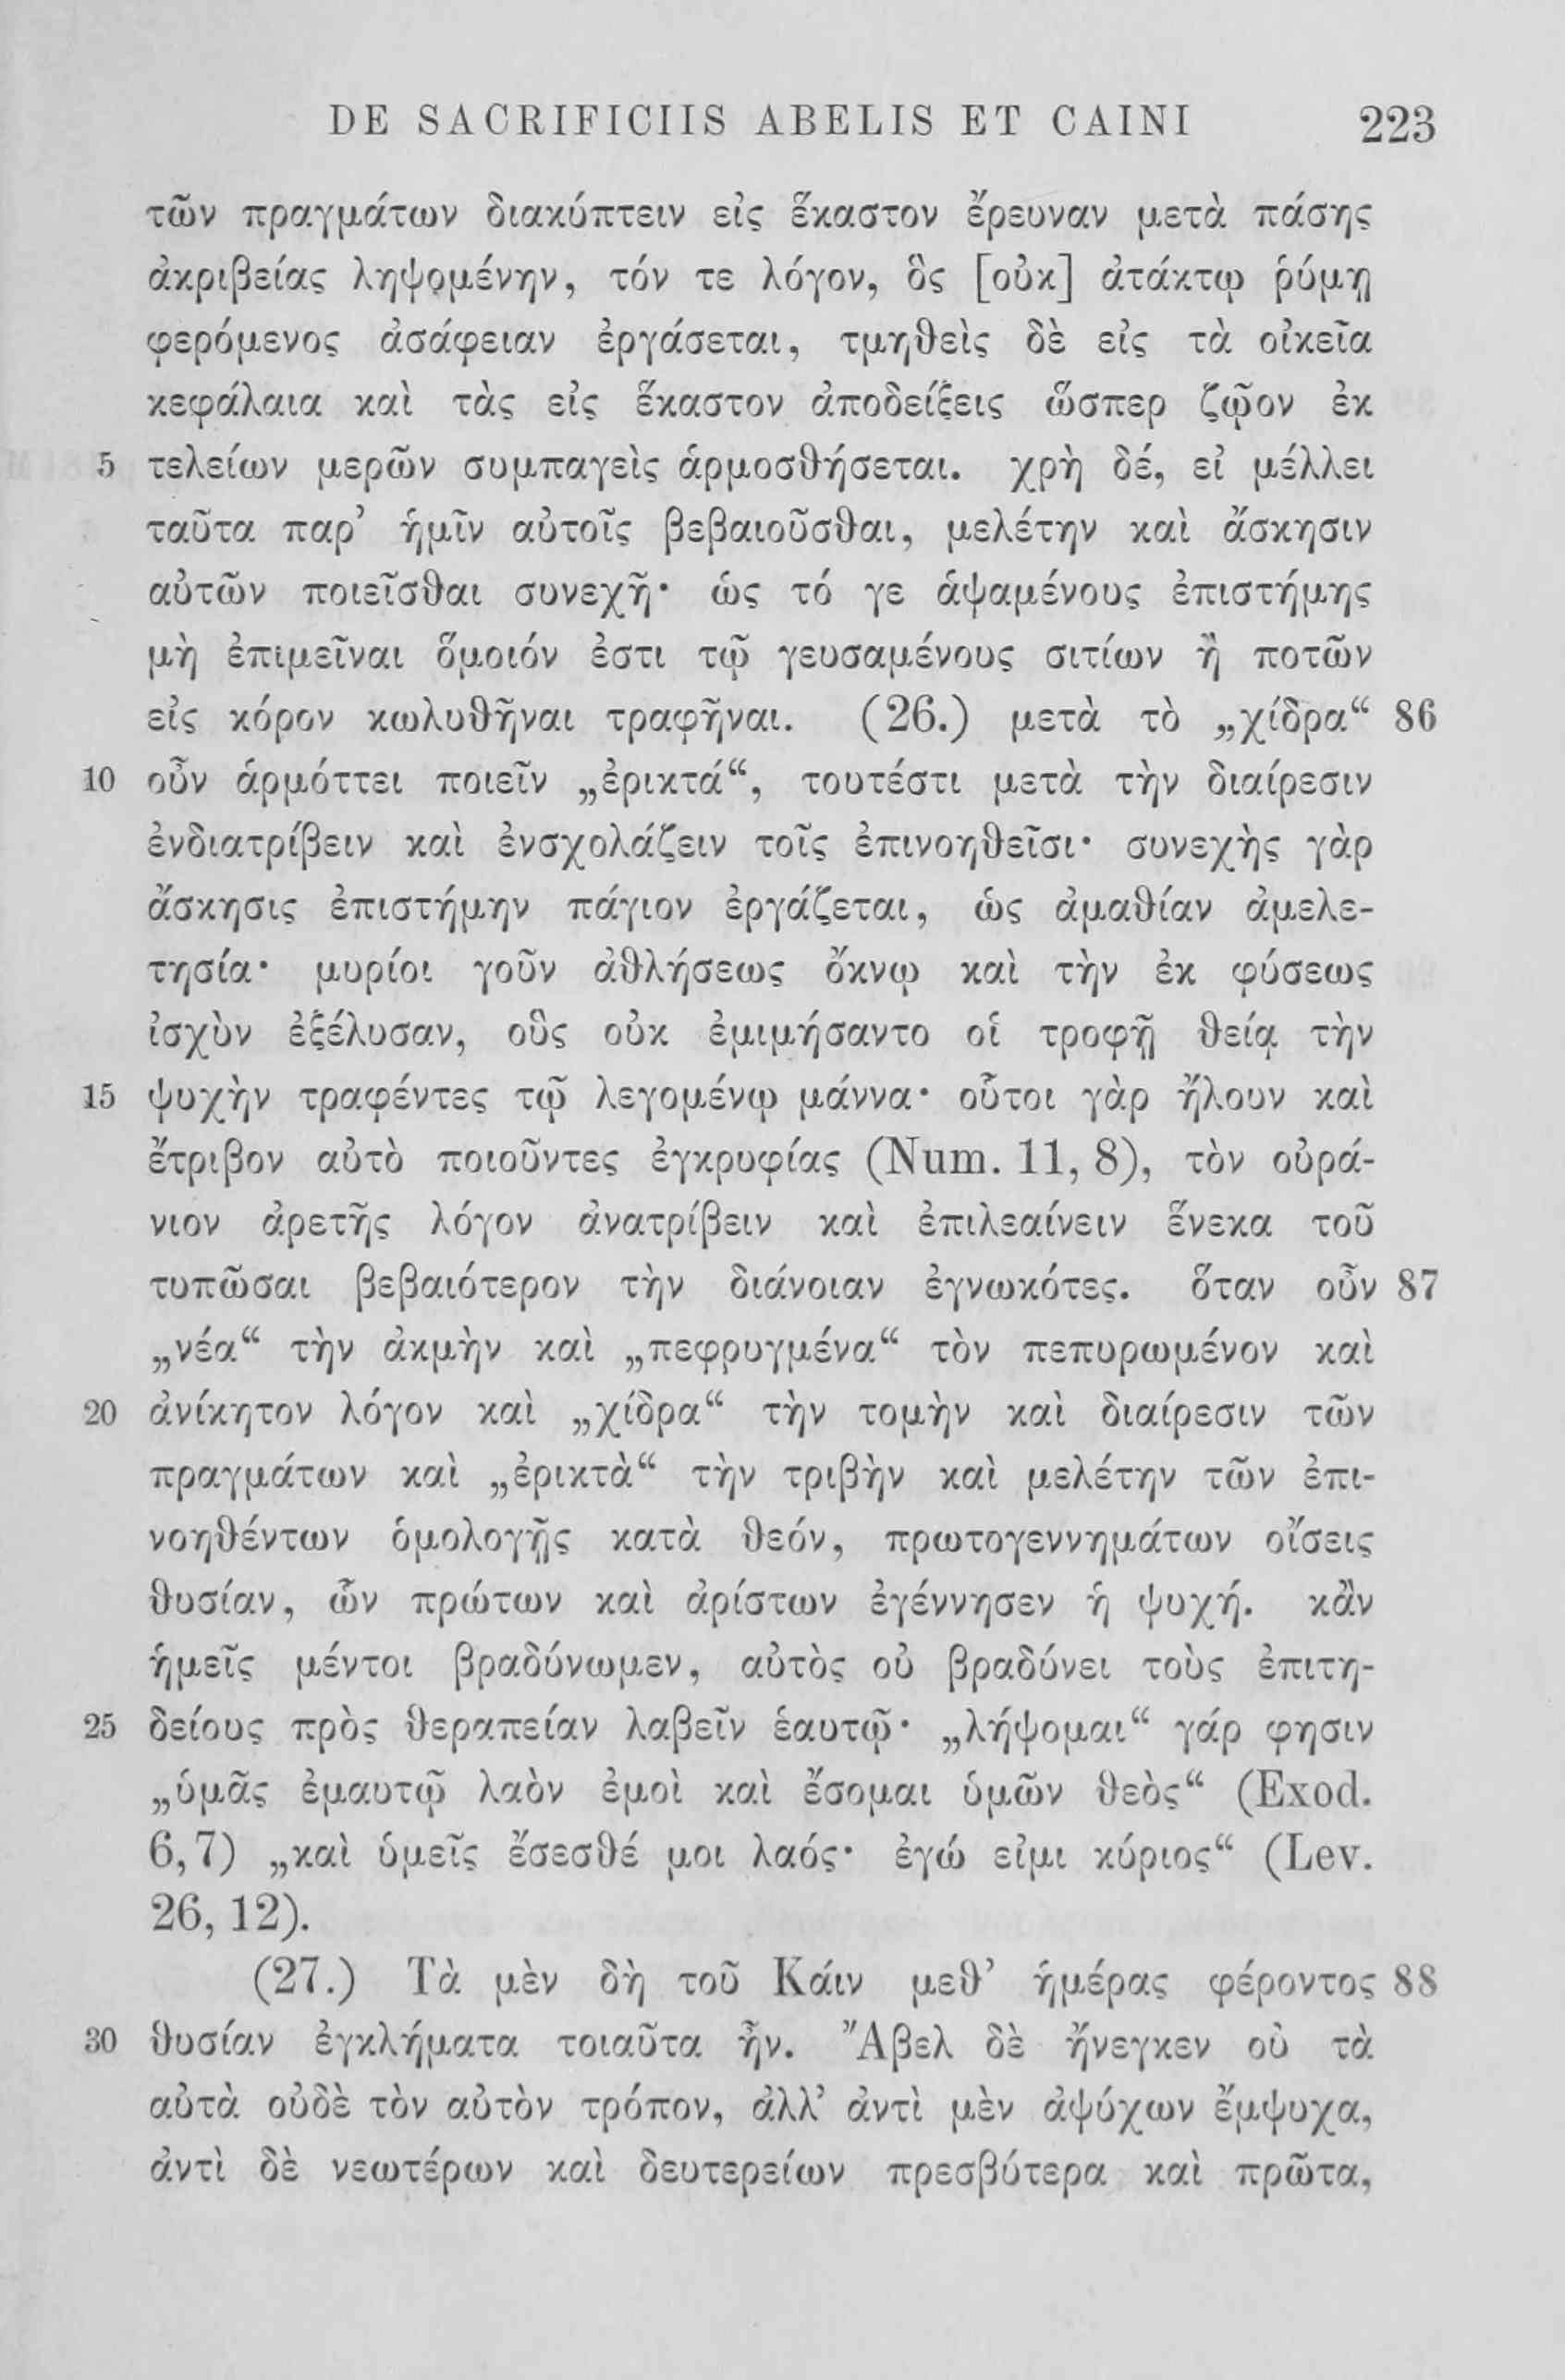 DE SACRIFICIIS ABELIS ET CAINI 223
τῶν πραγμάτων διακύπτειν εἰς ἕκαστον ἔρευναν μετὰ πάσης
ἀκριβείας ληψομένην, τόν τε λόγον, ὃς [οὐκ] ἀτάκτῳ ῥύμῃ
φερόμενος ἀσάφειαν ἐργάσεται, τμηθεὶς δὲ εἰς τὰ οἰκεῖα
κεφάλαια καὶ τὰς εἰς ἕκαστον ἀποδείξεις ὥσπερ ζῷον ἐκ
5 τελείων μερῶν συμπαγεὶς ἁρμοσθήσεται. χρὴ δέ, εἰ μέλλει
ταῦτα παρ’ ἡμῖν αὐτοῖς βεβαιοῦσθαι, μελέτην καὶ ἄσκησιν
αὐτῶν ποιεῖσθαι συνεχῆ· ὡς τό γε ἁψαμένους ἐπιστήμης
μὴ ἐπιμεῖναι ὅμοιόν ἐστι τῷ γευσαμένους σιτίων ἢ ποτῶν
εἰς κόρον κωλυθῆναι τραφῆναι. (26.) μετὰ τὸ „χίδρα“ 86
10 οὖν ἁρμόττει ποιεῖν „ἐρικτά“, τουτέστι μετὰ τὴν διαίρεσιν
ἐνδιατρίβειν καὶ ἐνσχολάζειν τοῖς ἐπινοηθεῖσι· συνεχὴς γὰρ
ἄσκησις ἐπιστήμην πάγιον ἐργάζεται, ὡς ἀμαθίαν ἀμελε-
τησία· μυρίοι γοῦν ἀθλήσεως ὄκνῳ καὶ τὴν ἐκ φύσεως
ἰσχὺν ἐξέλυσαν, οὓς οὐκ ἐμιμήσαντο οἱ τροφῇ θείᾳ τὴν
15 ψυχὴν τραφέντες τῷ λεγομένῳ μάννα· οὗτοι γὰρ ἤλουν καὶ
ἔτριβον αὐτὸ ποιοῦντες ἐγκρυφίας (Num. 11, 8), τὸν οὐρά-
νιον ἀρετῆς λόγον ἀνατρίβειν καὶ ἐπιλεαίνειν ἕνεκα τοῦ
τυπῶσαι βεβαιότερον τὴν διάνοιαν ἐγνωκότες. ὅταν οὖν 87
„νέα“ τὴν ἀκμὴν καὶ „πεφρυγμένα“ τὸν πεπυρωμένον καὶ
20 ἀνίκητον λόγον καὶ „χίδρα“ τὴν τομὴν καὶ διαίρεσιν τῶν
πραγμάτων καὶ „ἐρικτὰ“ τὴν τριβὴν καὶ μελέτην τῶν ἐπι-
νοηθέντων ὁμολογῇς κατὰ θεόν, πρωτογεννημάτων οἴσεις
θυσίαν, ὧν πρώτων καὶ ἀρίστων ἐγέννησεν ἡ ψυχή. κἂν
ἡμεῖς μέντοι βραδύνωμεν, αὐτὸς οὐ βραδύνει τοὺς ἐπιτη-
25 δείους πρὸς θεραπείαν λαβεῖν ἑαυτῷ· „λήψομαι“ γάρ φησιν
„ὑμᾶς ἐμαυτῷ λαὸν ἐμοὶ καὶ ἔσομαι ὑμῶν θεὸς“ (Exod.
6, 7) „καὶ ὑμεῖς ἔσεσθέ μοι λαός· ἐγώ εἰμι κύριος“ (Lev.
26, 12).
(27.) Τὰ μὲν δὴ τοῦ Κάιν μεθ’ ἡμέρας φέροντος 88
30 θυσίαν ἐγκλήματα τοιαῦτα ἦν. Ἄβελ δὲ ἤνεγκεν οὐ τὰ
αὐτὰ οὐδὲ τὸν αὐτὸν τρόπον, ἀλλ’ ἀντὶ μὲν ἀψύχων ἔμψυχα,
ἀντὶ δὲ νεωτέρων καὶ δευτερείων πρεσβύτερα καὶ πρῶτα,